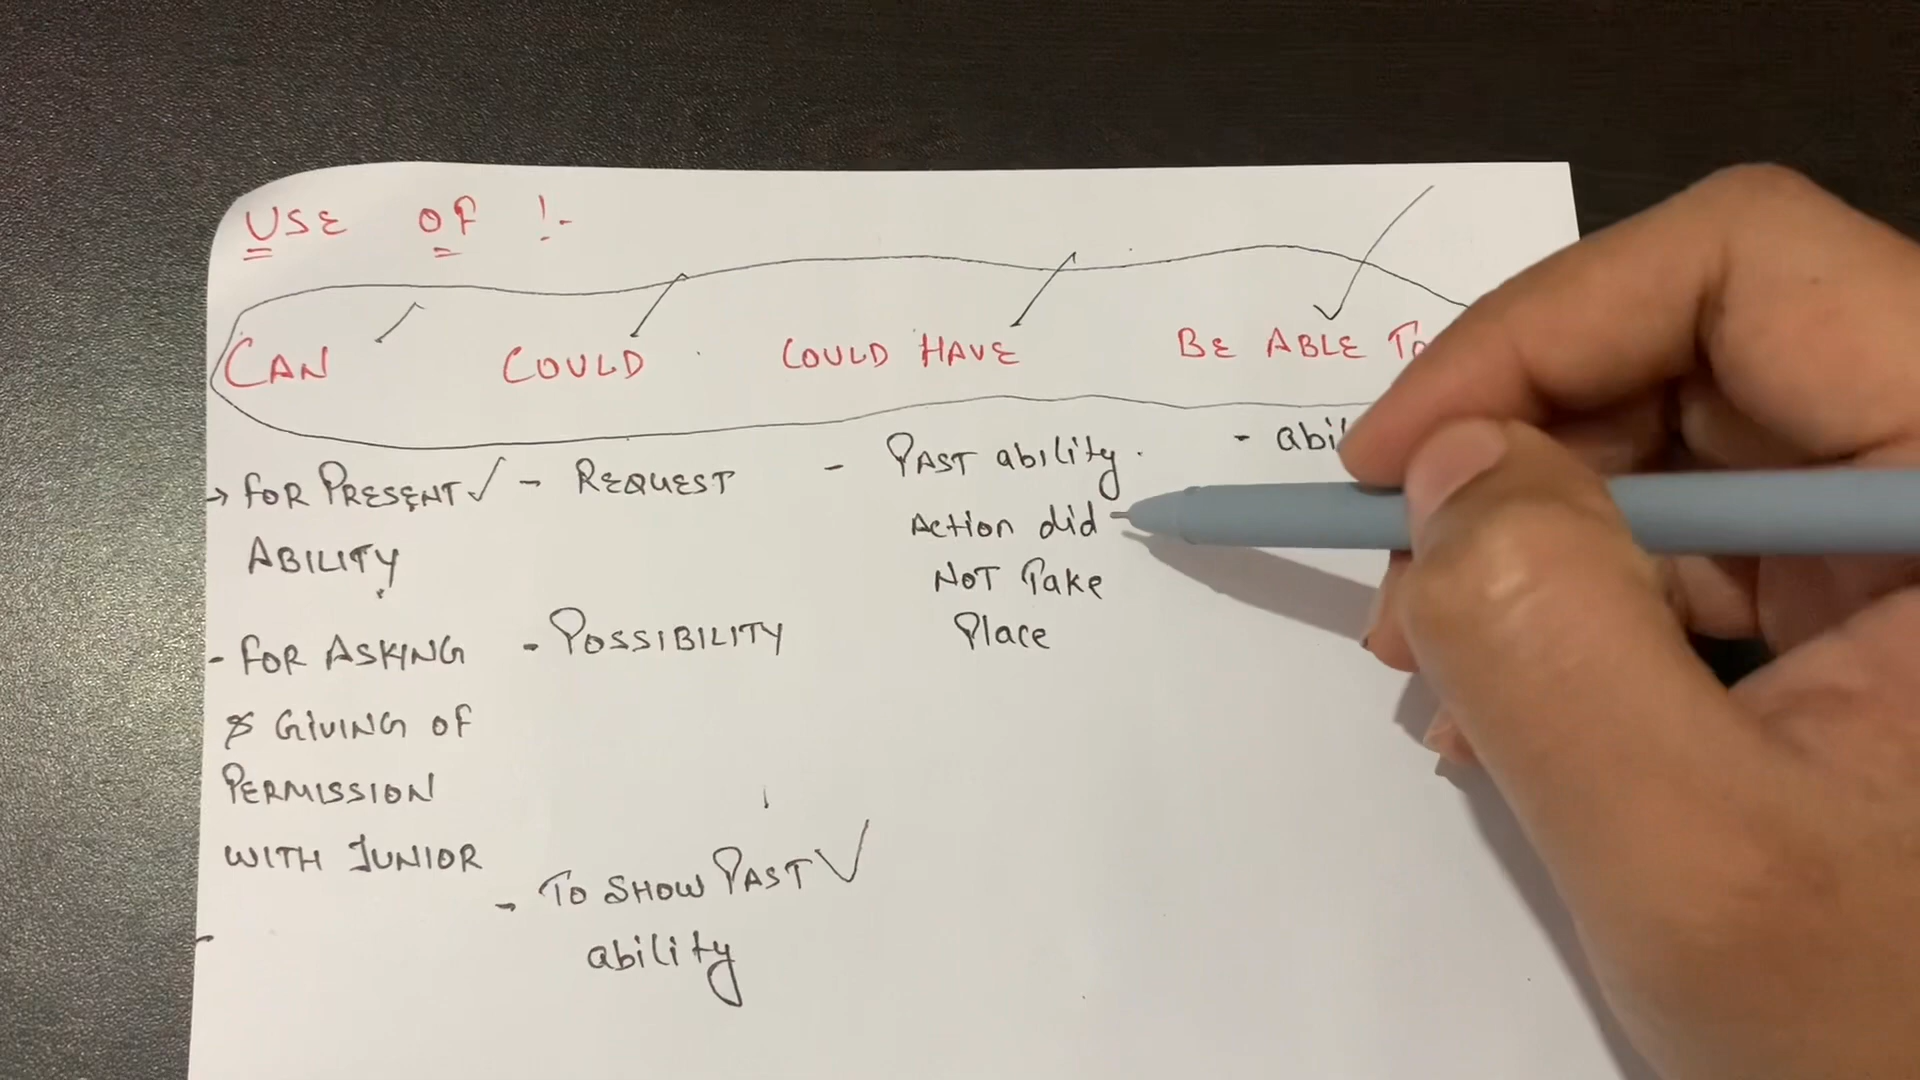 USE OF :-
CAN COULD COULD HAVE BE ABLE To
→ FOR PRESENT ✓
ABILITY
- FOR ASKING
& GIVING OF
PERMISSION
WITH JUNIOR
-
- REQUEST
- POSSIBILITY
- TO SHOW PAST ✓
ability
- PAST ability.
Action did
NOT Take
Place
-